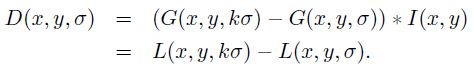 D(x, y, σ) = (G(x, y, kσ) − G(x, y, σ)) ∗ I(x, y)
= L(x, y, kσ) − L(x, y, σ).